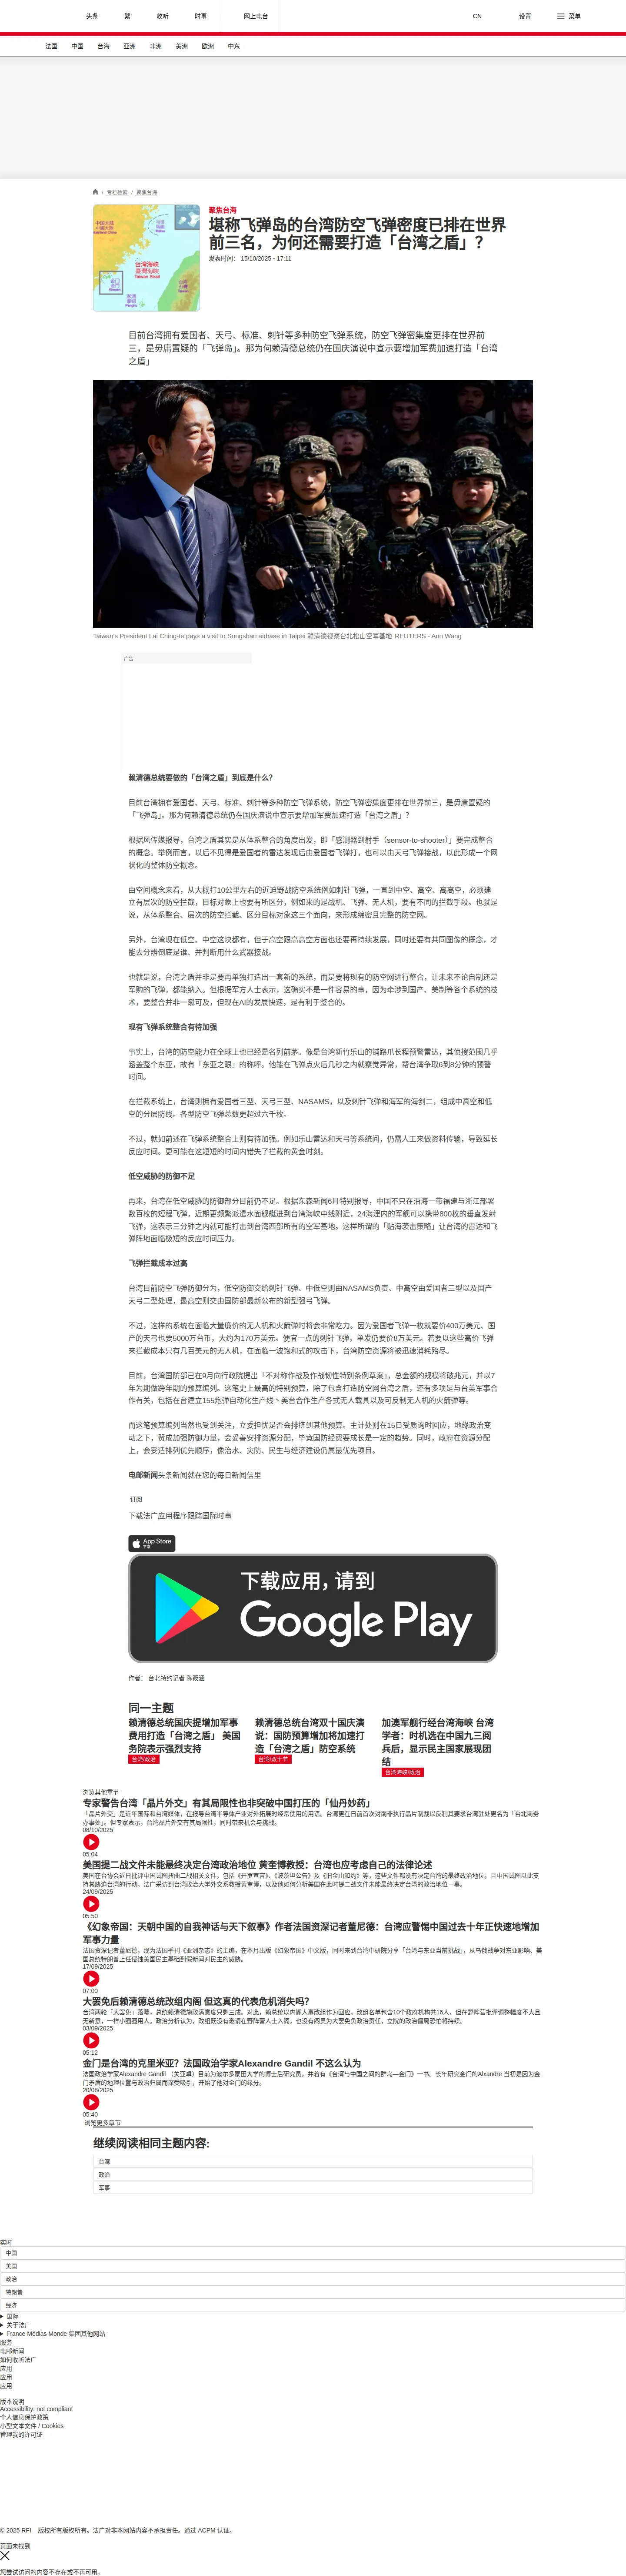 头条
繁
收听
时事
网上电台
CN
设置
菜单
法国
中国
台海
亚洲
非洲
美洲
欧洲
中东
/ 专栏检索 / 聚焦台海
聚焦台海
堪称飞弹岛的台湾防空飞弹密度已排在世界
前三名，为何还需要打造「台湾之盾」？
发表时间： 15/10/2025 - 17:11
目前台湾拥有爱国者、天弓、标准、刺针等多种防空飞弹系统，防空飞弹密集度更排在世界前
三，是毋庸置疑的「飞弹岛」。那为何赖清德总统仍在国庆演说中宣示要增加军费加速打造「台湾
之盾」
Taiwan's President Lai Ching-te pays a visit to Songshan airbase in Taipei 赖清德视察台北松山空军基地 REUTERS - Ann Wang
广告
赖清德总统要做的「台湾之盾」到底是什么?
目前台湾拥有爱国者、天弓、标准、刺针等多种防空飞弹系统，防空飞弹密集度更排在世界前三，是毋庸置疑的
「飞弹岛」。那为何赖清德总统仍在国庆演说中宣示要增加军费加速打造「台湾之盾」?
根据风传媒报导，台湾之盾其实是从体系整合的角度出发，即「感测器到射手（sensor-to-shooter）」要完成整合
的概念。举例而言，以后不见得是爱国者的雷达发现后由爱国者飞弹打，也可以由天弓飞弹接战，以此形成一个网
状化的整体防空概念。
由空间概念来看，从大概打10公里左右的近迫野战防空系统例如刺针飞弹，一直到中空、高空、高高空，必须建
立有层次的防空拦截，目标对象上也要有所区分，例如来的是战机、飞弹、无人机，要有不同的拦截手段。也就是
说，从体系整合、层次的防空拦截、区分目标对象这三个面向，来形成绵密且完整的防空网。
另外，台湾现在低空、中空这块都有，但于高空跟高高空方面也还要再持续发展，同时还要有共同图像的概念，才
能去分辨倒底是谁、并判断用什么武器接战。
也就是说，台湾之盾并非是要再单独打造出一套新的系统，而是要将现有的防空网进行整合，让未来不论自制还是
军购的飞弹，都能纳入。但根据军方人士表示，这确实不是一件容易的事，因为牵涉到国产、美制等各个系统的技
术，要整合并非一蹴可及，但现在AI的发展快速，是有利于整合的。
现有飞弹系统整合有待加强
事实上，台湾的防空能力在全球上也已经是名列前茅。像是台湾新竹乐山的铺路爪长程预警雷达，其侦搜范围几乎
涵盖整个东亚，故有「东亚之眼」的称呼。他能在飞弹点火后几秒之内就察觉异常，帮台湾争取6到8分钟的预警
时间。
在拦截系统上，台湾则拥有爱国者三型、天弓三型、NASAMS，以及刺针飞弹和海军的海剑二，组成中高空和低
空的分层防线。各型防空飞弹总数更超过六千枚。
不过，就如前述在飞弹系统整合上则有待加强。例如乐山雷达和天弓等系统间，仍需人工来做资料传输，导致延长
反应时间。更可能在这短短的时间内错失了拦截的黄金时刻。
低空威胁的防御不足
再来，台湾在低空威胁的防御部分目前仍不足。根据东森新闻6月特别报导，中国不只在沿海一带福建与浙江部署
数百枚的短程飞弹，近期更频繁派遣水面舰艇进到台湾海峡中线附近，24海浬内的军舰可以携带800枚的垂直发射
飞弹，这表示三分钟之内就可能打击到台湾西部所有的空军基地。这样所谓的「贴海袭击策略」让台湾的雷达和飞
弹阵地面临极短的反应时间压力。
飞弹拦截成本过高
台湾目前防空飞弹防御分为，低空防御交给刺针飞弹、中低空则由NASAMS负责、中高空由爱国者三型以及国产
天弓二型处理，最高空则交由国防部最新公布的新型强弓飞弹。
不过，这样的系统在面临大量廉价的无人机和火箭弹时将会非常吃力。因为爱国者飞弹一枚就要价400万美元、国
产的天弓也要5000万台币，大约为170万美元。便宜一点的刺针飞弹，单发仍要价8万美元。若要以这些高价飞弹
来拦截成本只有几百美元的无人机，在面临一波饱和式的攻击下，台湾防空资源将被迅速消耗殆尽。
目前，台湾国防部已在9月向行政院提出「不对称作战及作战韧性特别条例草案」，总金额的规模将破兆元，并以7
年为期做跨年期的预算编列。这笔史上最高的特别预算，除了包含打造防空网台湾之盾，还有多项是与台美军事合
作有关，包括在台建立155炮弹自动化生产线丶美台合作生产各式无人载具以及可反制无人机的火箭弹等。
而这笔预算编列当然也受到关注，立委担忧是否会排挤到其他预算。主计处则在15日受质询时回应，地缘政治变
动之下，赞成加强防御力量，会妥善安排资源分配，毕竟国防经费要成长是一定的趋势。同时，政府在资源分配
上，会妥适排列优先顺序，像治水、灾防、民生与经济建设仍属最优先项目。
电邮新闻头条新闻就在您的每日新闻信里
订阅
下载法广应用程序跟踪国际时事
App Store
下载
下载应用，请到
Google Play
作者： 台北特约记者 陈筱涵
同一主题
赖清德总统国庆提增加军事
费用打造「台湾之盾」 美国
务院表示强烈支持
台湾/政治
赖清德总统台湾双十国庆演
说：国防预算增加将加速打
造「台湾之盾」防空系统
台湾/双十节
加澳军舰行经台湾海峡 台湾
学者：时机选在中国九三阅
兵后，显示民主国家展现团
结
台湾海峡/政治
浏览其他章节
专家警告台湾「晶片外交」有其局限性也非突破中国打压的「仙丹妙药」
「晶片外交」是近年国际和台湾媒体，在报导台湾半导体产业对外拓展时经常使用的用语。台湾更在日前首次对南非执行晶片制裁以反制其要求台湾驻处更名为「台北商务
办事处」。但专家表示，台湾晶片外交有其局限性，同时带来机会与挑战。
08/10/2025
05:04
美国提二战文件未能最终决定台湾政治地位 黄奎博教授：台湾也应考虑自己的法律论述
美国在台协会近日批评中国试图扭曲二战相关文件，包括《开罗宣言》、《波茨坦公告》及《旧金山和约》等，这些文件都没有决定台湾的最终政治地位，且中国试图以此支
持其胁迫台湾的行动。法广采访到台湾政治大学外交系教授黄奎博，以及他如何分析美国在此时提二战文件未能最终决定台湾的政治地位一事。
24/09/2025
05:50
《幻象帝国：天朝中国的自我神话与天下叙事》作者法国资深记者董尼德：台湾应警惕中国过去十年正快速地增加
军事力量
法国资深记者董尼德，现为法国季刊《亚洲杂志》的主编，在本月出版《幻象帝国》中文版，同时来到台湾中研院分享「台湾与东亚当前挑战」，从乌俄战争对东亚影响、美
国总统特朗普上任侵蚀美国民主基础到假新闻对民主的威胁。
17/09/2025
07:00
大罢免后赖清德总统改组内阁 但这真的代表危机消失吗?
台湾两轮「大罢免」落幕，总统赖清德施政满意度只剩三成。对此，赖总统以内阁人事改组作为回应。改组名单包含10个政府机构共16人，但在野阵营批评调整幅度不大且
无新意，一样小圈圈用人。政治分析认为，改组既没有邀请在野阵营人士入阁，也没有阁员为大罢免负政治责任，立院的政治僵局恐怕将持续。
03/09/2025
05:12
金门是台湾的克里米亚？法国政治学家Alexandre Gandil 不这么认为
法国政治学家Alexandre Gandil （关亚卓）目前为波尔多蒙田大学的博士后研究员，并着有《台湾与中国之间的群岛—金门》一书。长年研究金门的Alxandre 当初是因为金
门矛盾的地理位置与政治归属而深受吸引，开始了他对金门的缘分。
20/08/2025
05:40
浏览更多章节
继续阅读相同主题内容:
台湾
政治
军事
实时
中国
美国
政治
特朗普
经济
国际
关于法广
France Médias Monde 集团其他网站
服务
电邮新闻
如何收听法广
应用
应用
应用
版本说明
Accessibility: not compliant
个人信息保护政策
小型文本文件 / Cookies
管理我的许可证
© 2025 RFI – 版权所有版权所有。法广对非本网站内容不承担责任。通过 ACPM 认证。
页面未找到
您尝试访问的内容不存在或不再可用。